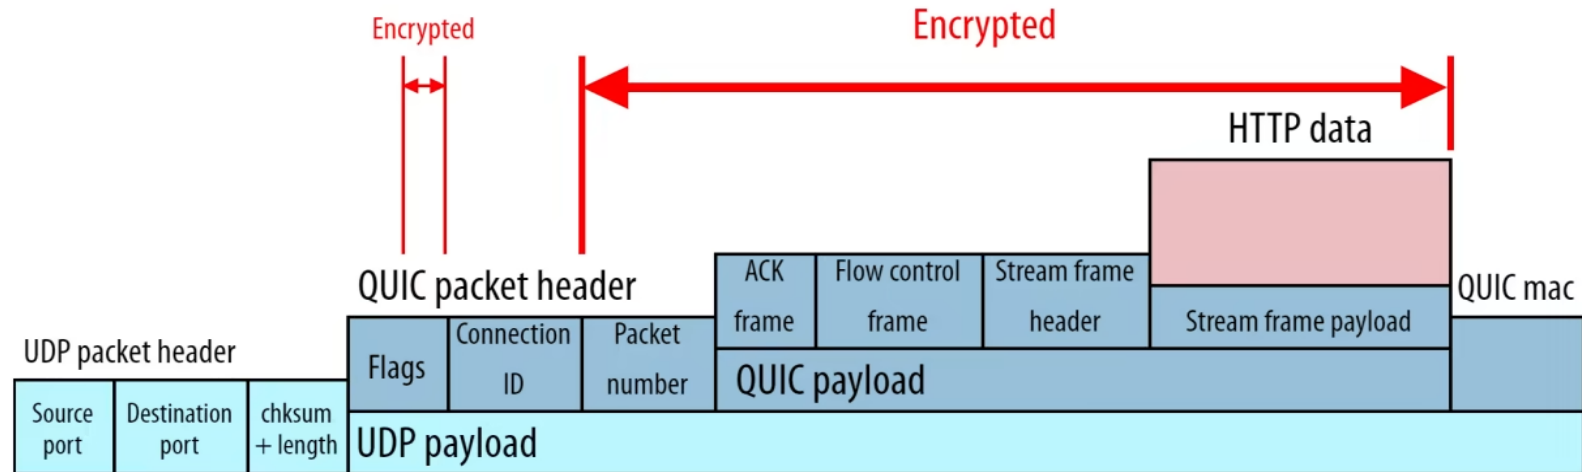 Encrypted
Encrypted
HTTP data
QUIC packet header
ACK
frame
Flow control
frame
Stream frame
header
Stream frame payload
QUIC mac
UDP packet header
Flags
Connection
ID
Packet
number
QUIC payload
Source
port
Destination
port
chksum
+ length
UDP payload